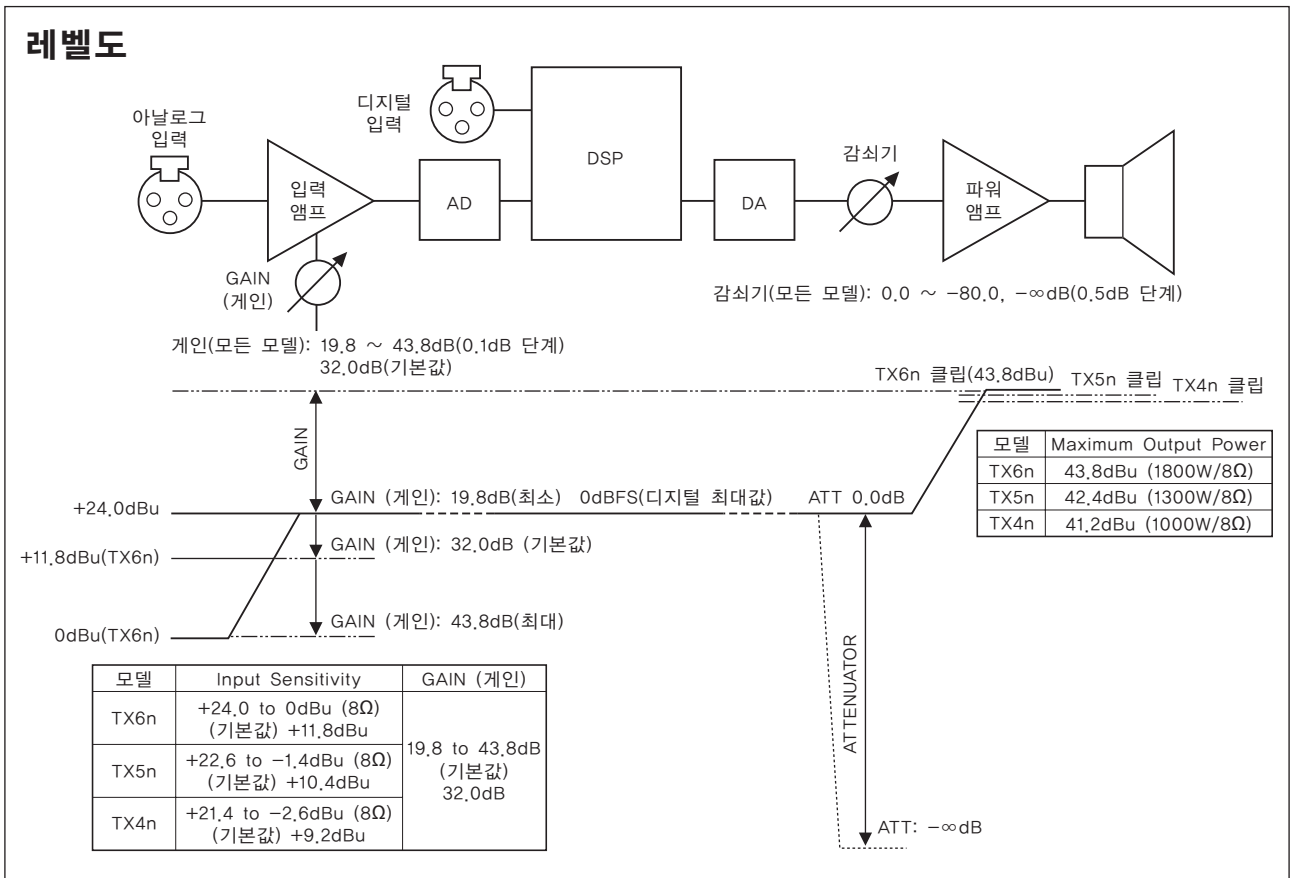 레벨도
아날로그
입력
디지털
입력
입력
앰프
AD
DSP
DA
감쇠기
파워
앰프
GAIN
(게인)
감쇠기(모든 모델): 0.0 ~ −80.0, −∞dB(0.5dB 단계)
게인(모든 모델): 19.8 ~ 43.8dB(0.1dB 단계)
32.0dB(기본값)
TX6n 클립(43.8dBu) TX5n 클립 TX4n 클립
GAIN
모델 Maximum Output Power
TX6n 43.8dBu (1800W/8Ω)
TX5n 42.4dBu (1300W/8Ω)
TX4n 41.2dBu (1000W/8Ω)
+24.0dBu
GAIN (게인): 19.8dB(최소) 0dBFS(디지털 최대값) ATT 0.0dB
+11.8dBu(TX6n)
GAIN (게인): 32.0dB (기본값)
0dBu(TX6n)
GAIN (게인): 43.8dB(최대)
ATTENUATOR
ATT: −∞dB
모델 Input Sensitivity GAIN (게인)
TX6n
+24.0 to 0dBu (8Ω)
(기본값) +11.8dBu
TX5n
+22.6 to −1.4dBu (8Ω)
(기본값) +10.4dBu
TX4n
+21.4 to −2.6dBu (8Ω)
(기본값) +9.2dBu
19.8 to 43.8dB
(기본값)
32.0dB